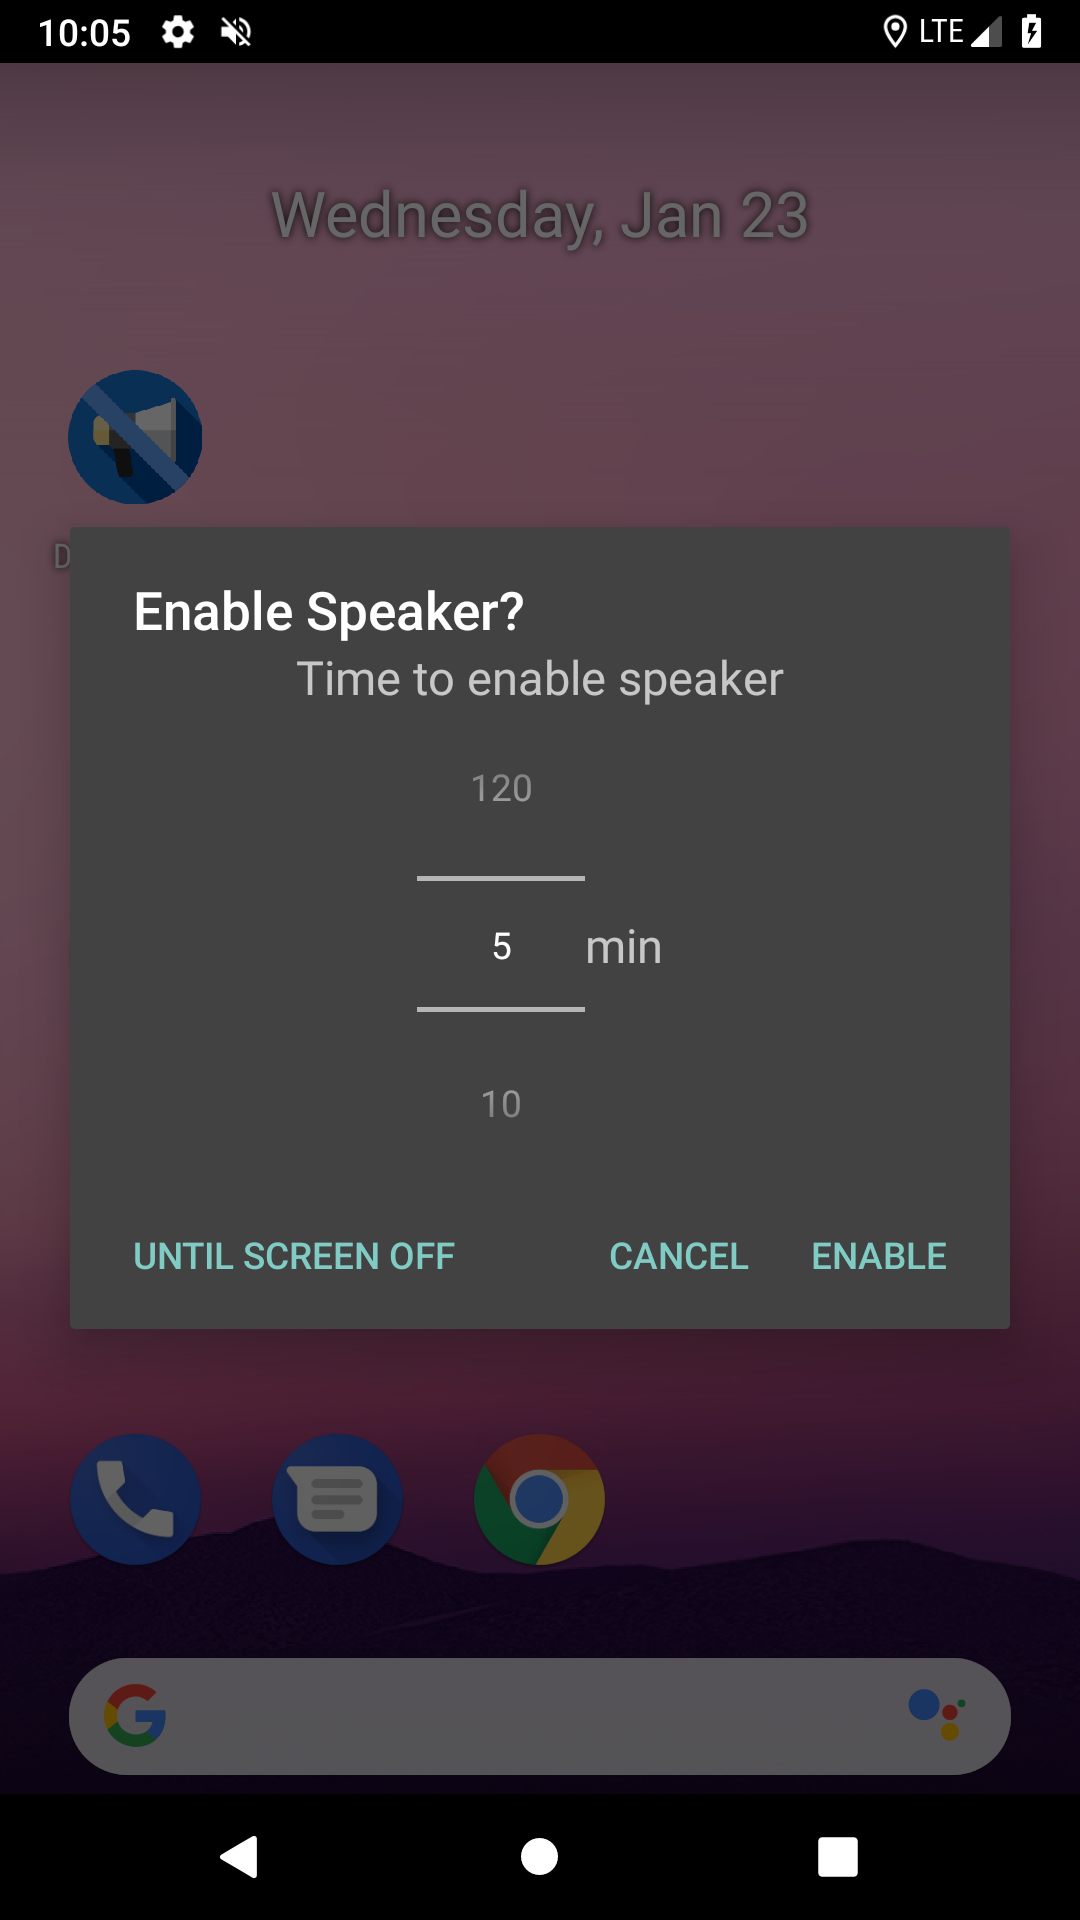 10:05
LTE
Wednesday, Jan 23
D
Enable Speaker?
Time to enable speaker
120
5 min
10
UNTIL SCREEN OFF CANCEL ENABLE